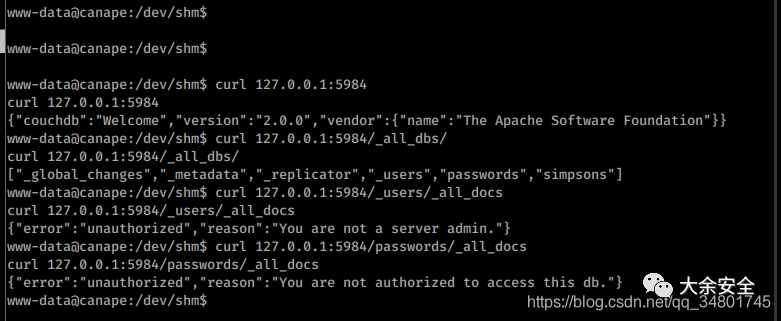 www-data@canape:/dev/shm$
www-data@canape:/dev/shm$
www-data@canape:/dev/shm$ curl 127.0.0.1:5984
curl 127.0.0.1:5984
{"couchdb":"Welcome","version":"2.0.0","vendor":{"name":"The Apache Software Foundation"}}
www-data@canape:/dev/shm$ curl 127.0.0.1:5984/_all_dbs/
curl 127.0.0.1:5984/_all_dbs/
["_global_changes","_metadata","_replicator","_users","passwords","simpsons"]
www-data@canape:/dev/shm$ curl 127.0.0.1:5984/_users/_all_docs
curl 127.0.0.1:5984/_users/_all_docs
{"error":"unauthorized","reason":"You are not a server admin."}
www-data@canape:/dev/shm$ curl 127.0.0.1:5984/passwords/_all_docs
curl 127.0.0.1:5984/passwords/_all_docs
{"error":"unauthorized","reason":"You are not authorized to access this db."}
www-data@canape:/dev/shm$
大余安全
https://blog.csdn.net/qq_34801745